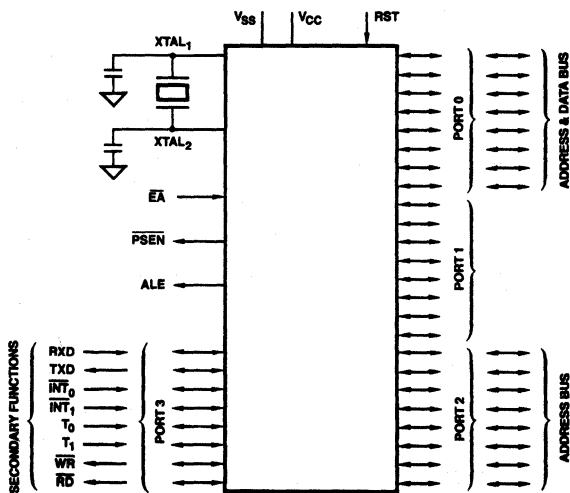 VSS VCC RST
XTAL1
XTAL2
EA
PSEN
ALE
PORT 0
ADDRESS & DATA BUS
PORT 1
PORT 2
ADDRESS BUS
SECONDARY FUNCTIONS
RXD
TXD
INT0
INT1
T0
T1
WR
RD
PORT 3